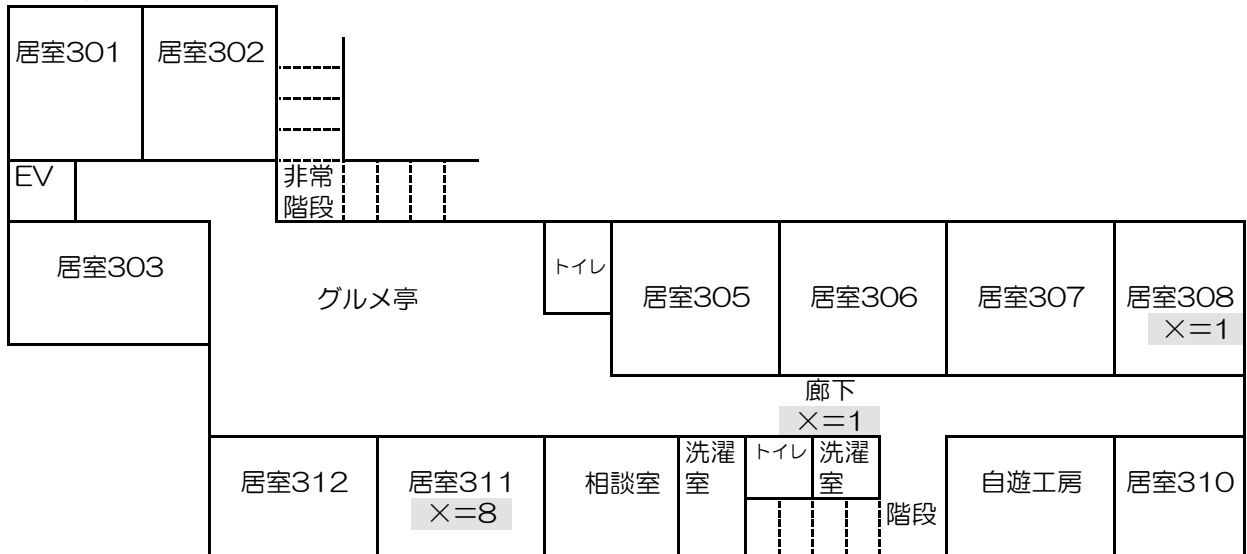 居室301
居室302
EV
非常
階段
居室303
グルメ亭
トイレ
居室305
居室306
居室307
居室308
×=1
廊下
×=1
居室312
居室311
×=8
相談室
洗濯
室
トイレ
洗濯
室
階段
自遊工房
居室310